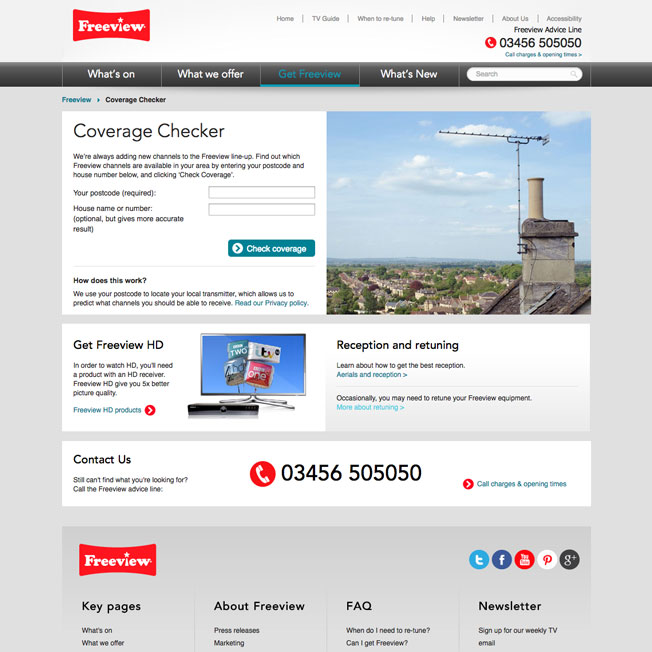 Freeview
Home | TV Guide | When to re-tune | Help | Newsletter | About Us | Accessibility
Freeview Advice Line
03456 505050
Call charges & opening times >
What's on
What we offer
Get Freeview
What's New
Search
Freeview > Coverage Checker
Coverage Checker
We're always adding new channels to the Freeview line-up. Find out which
Freeview channels are available in your area by entering your postcode and
house number below, and clicking 'Check Coverage'.
Your postcode (required):
House name or number:
(optional, but gives more accurate
result)
Check coverage
How does this work?
We use your postcode to locate your local transmitter, which allows us to
predict what channels you should be able to receive. Read our Privacy policy.
Get Freeview HD
In order to watch HD, you'll need
a product with an HD receiver.
Freeview HD give you 5x better
picture quality.
Freeview HD products
BBC
TWO
itv
BBC
ONE
Reception and retuning
Learn about how to get the best reception.
Aerials and reception >
Occasionally, you may need to retune your Freeview equipment.
More about retuning >
Contact Us
Still can't find what you're looking for?
Call the Freeview advice line:
03456 505050
Call charges & opening times
Freeview
You Tube
g+
Key pages
What's on
What we offer
About Freeview
Press releases
Marketing
FAQ
When do I need to re-tune?
Can I get Freeview?
Newsletter
Sign up for our weekly TV
email